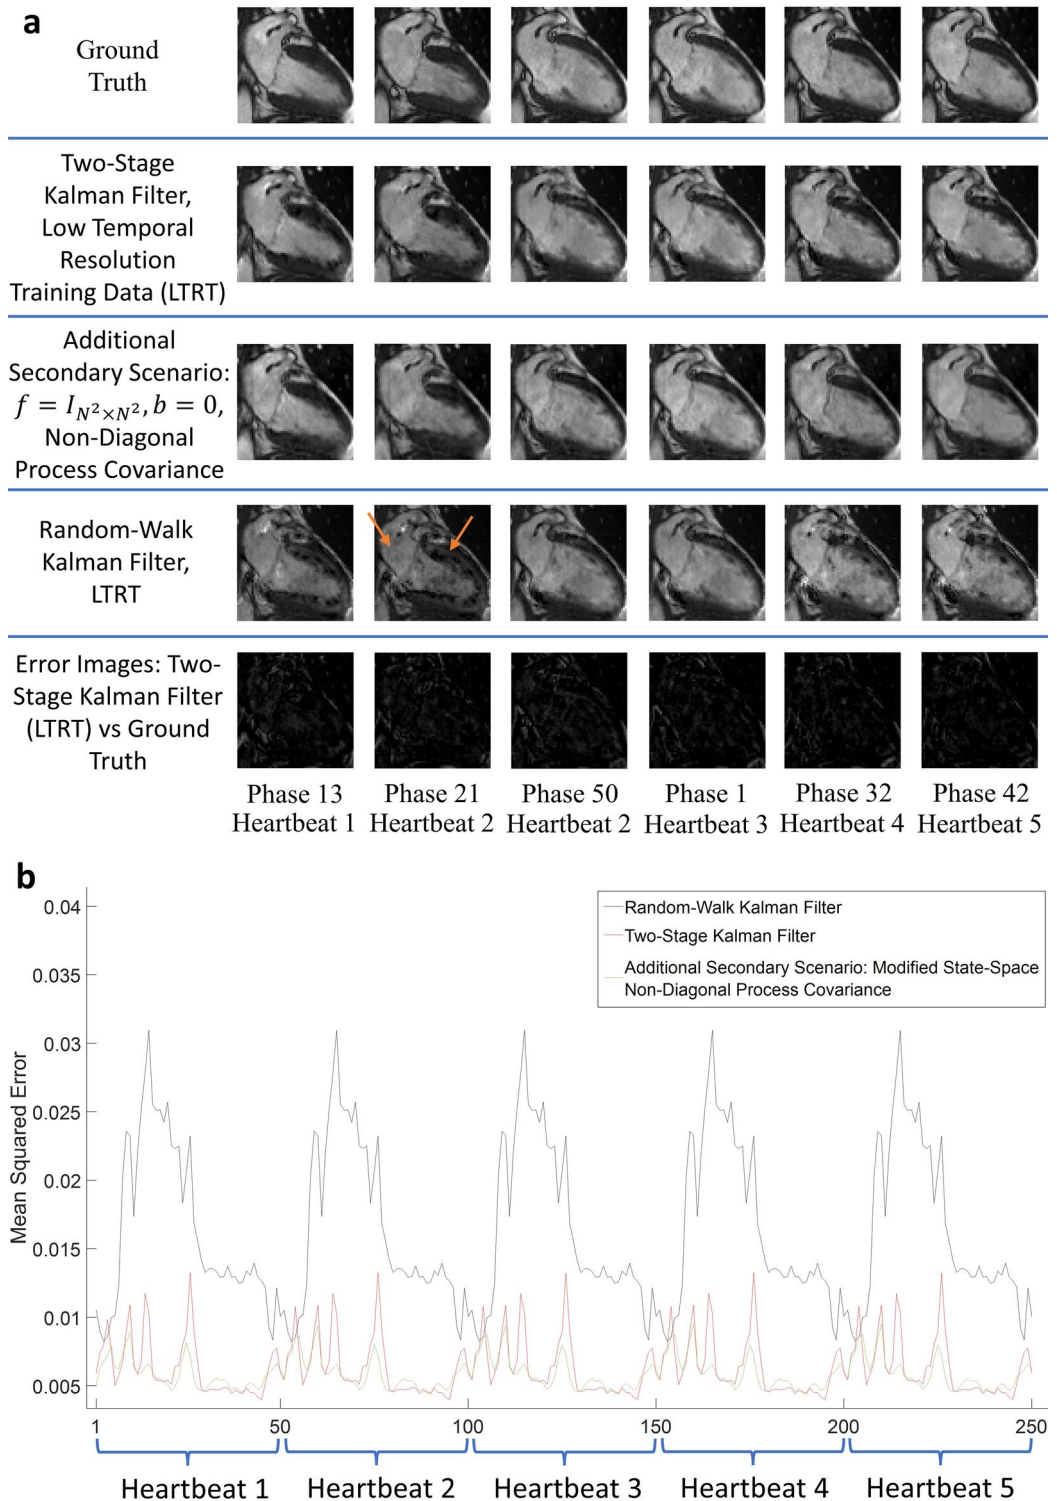 a
Ground
Truth
Two-Stage
Kalman Filter,
Low Temporal
Resolution
Training Data (LTRT)
Additional
Secondary Scenario:
f = I_{N²×N²}, b = 0,
Non-Diagonal
Process Covariance
Random-Walk
Kalman Filter,
LTRT
Error Images: Two-
Stage Kalman Filter
(LTRT) vs Ground
Truth
Phase 13
Heartbeat 1
Phase 21
Heartbeat 2
Phase 50
Heartbeat 2
Phase 1
Heartbeat 3
Phase 32
Heartbeat 4
Phase 42
Heartbeat 5
b
Random-Walk Kalman Filter
Two-Stage Kalman Filter
Additional Secondary Scenario: Modified State-Space
Non-Diagonal Process Covariance
Mean Squared Error
0.04
0.035
0.03
0.025
0.02
0.015
0.01
0.005
1
50
100
150
200
250
Heartbeat 1
Heartbeat 2
Heartbeat 3
Heartbeat 4
Heartbeat 5